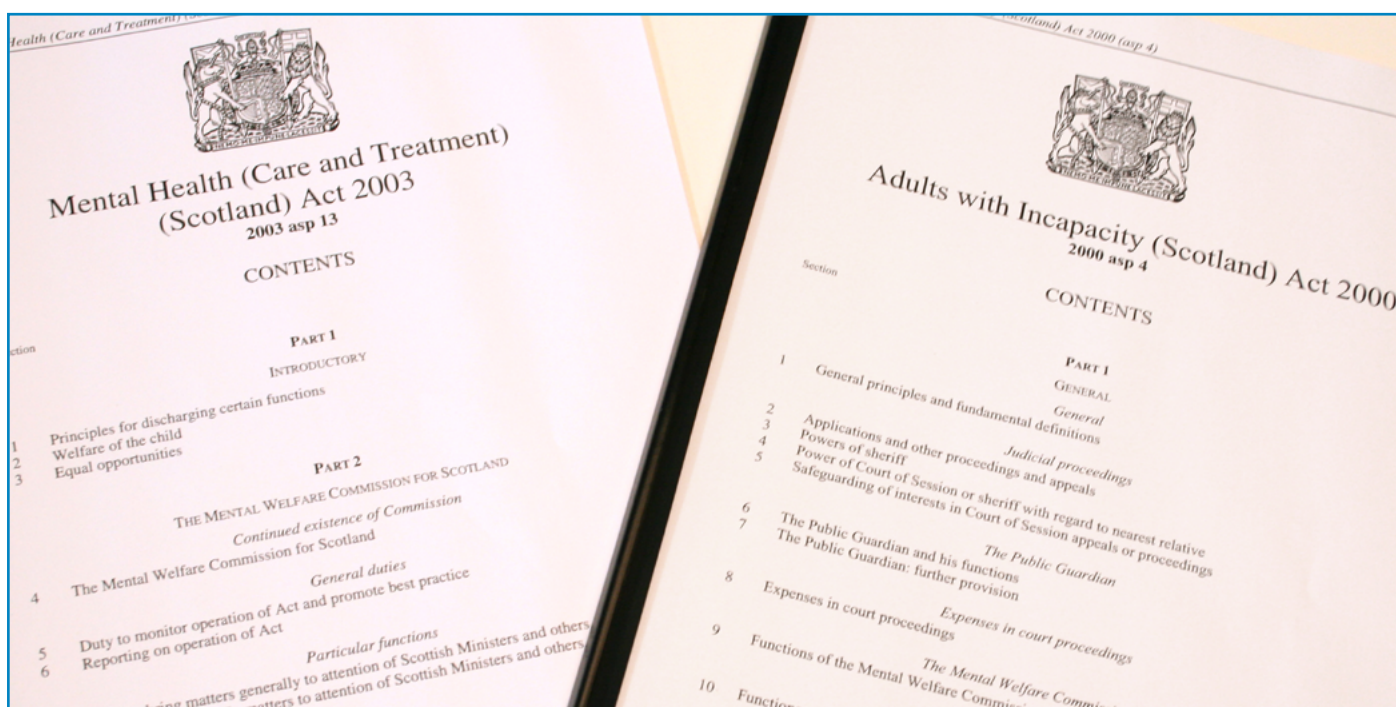 Health (Care and Treatment)
Mental Health (Care and Treatment)
(Scotland) Act 2003
2003 asp 13
CONTENTS
PART 1
INTRODUCTORY
1 Principles for discharging certain functions
2 Welfare of the child
3 Equal opportunities
PART 2
THE MENTAL WELFARE COMMISSION FOR SCOTLAND
Continued existence of Commission
4 The Mental Welfare Commission for Scotland
General duties
5 Duty to monitor operation of Act and promote best practice
6 Reporting on operation of Act
Particular functions
matters generally to attention of Scottish Ministers and others
to attention of Scottish Ministers and others
(Scotland) Act 2000 (asp 4)
Adults with Incapacity (Scotland) Act 2000
2000 asp 4
CONTENTS
Section
PART 1
GENERAL
General
1 General principles and fundamental definitions
Judicial proceedings
2 Applications and other proceedings and appeals
3 Powers of sheriff
4 Power of Court of Session or sheriff with regard to nearest relative
5 Safeguarding of interests in Court of Session appeals or proceedings
The Public Guardian
6 The Public Guardian and his functions
7 The Public Guardian: further provision
Expenses in court proceedings
8 Expenses in court proceedings
The Mental Welfare
9 Functions of the Mental Welfare
10